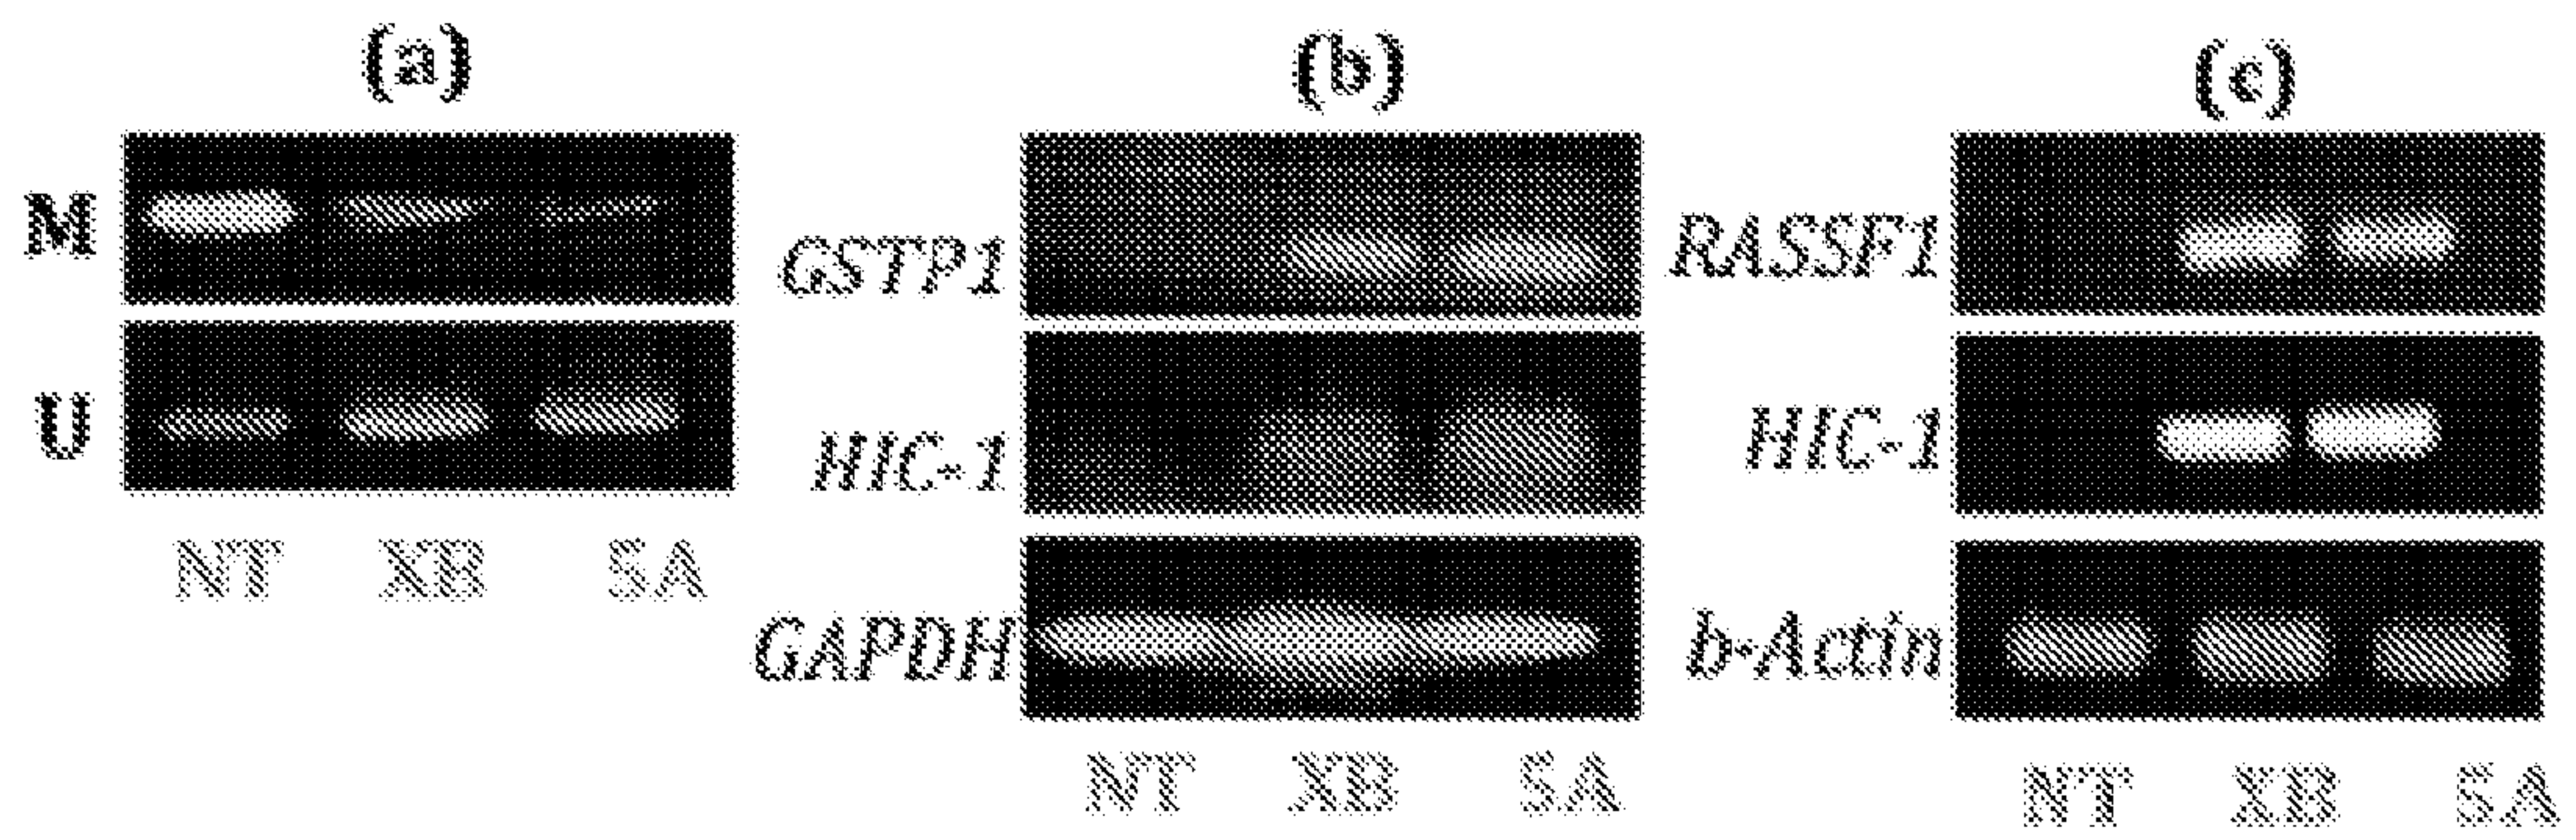 (a) (b) (c)
M
GSTP1
RASSF1
U
HIC-1
HIC-1
NT XB SA
GAPDH
b-Actin
NT XB SA
NT XB SA